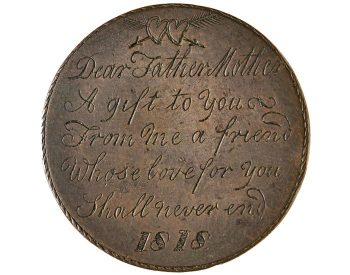 Dear Father Mother
A gift to You
From Me a friend
Whose love for You
Shall never end
1818